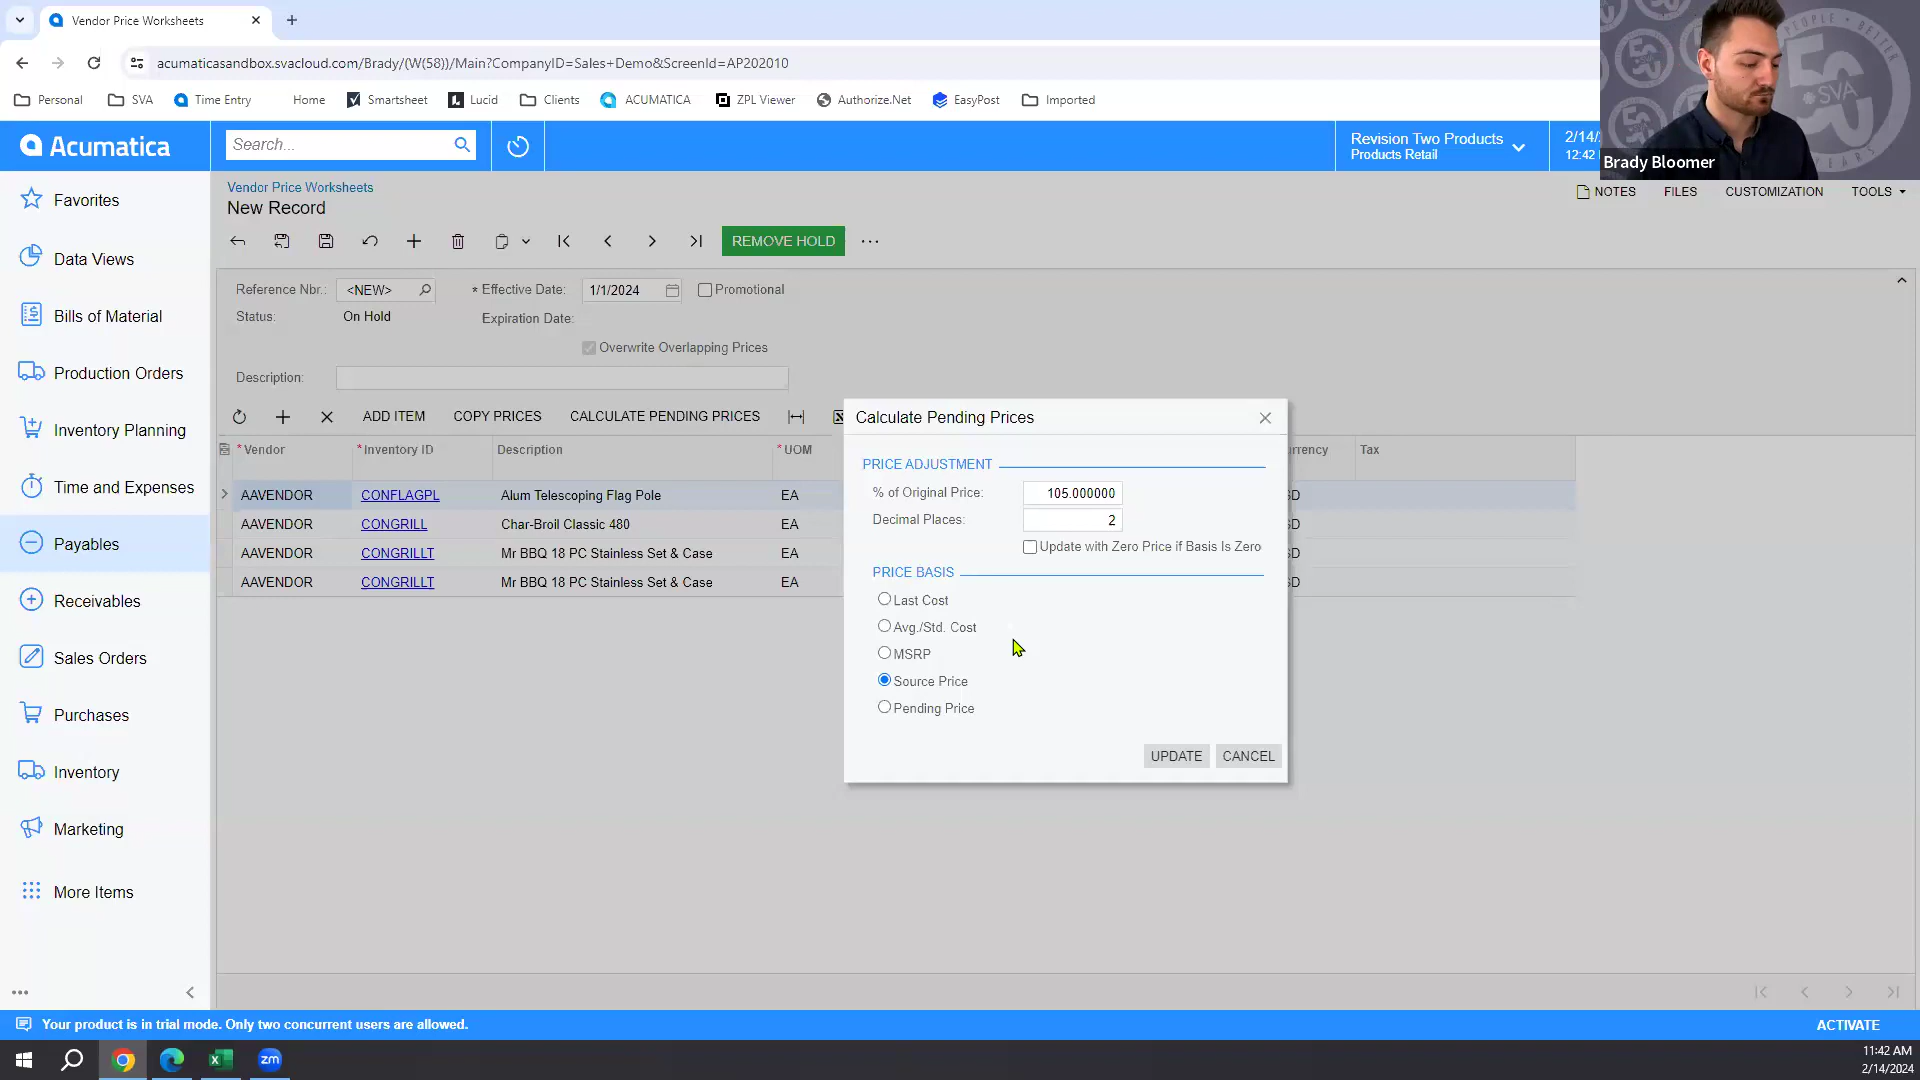 Vendor Price Worksheets
acumaticasandbox.svacloud.com/Brady/(W(58))/Main?CompanyID=Sales+Demo&ScreenId=AP202010
Personal SVA Time Entry Home Smartsheet Lucid Clients ACUMATICA ZPL Viewer Authorize.Net EasyPost Imported
Acumatica Search... Revision Two Products 2/14/
Products Retail 12:42
Brady Bloomer
Vendor Price Worksheets
New Record
NOTES FILES CUSTOMIZATION TOOLS
REMOVE HOLD
Favorites
Data Views
Bills of Material
Production Orders
Inventory Planning
Time and Expenses
Payables
Receivables
Sales Orders
Purchases
Inventory
Marketing
More Items
Reference Nbr.: <NEW> * Effective Date: 1/1/2024 Promotional
Status: On Hold Expiration Date:
Overwrite Overlapping Prices
Description:
ADD ITEM COPY PRICES CALCULATE PENDING PRICES
* Vendor * Inventory ID Description * UOM rrency Tax
AAVENDOR CONFLAGPL Alum Telescoping Flag Pole EA D
AAVENDOR CONGRILL Char-Broil Classic 480 EA D
AAVENDOR CONGRILLT Mr BBQ 18 PC Stainless Set & Case EA D
AAVENDOR CONGRILLT Mr BBQ 18 PC Stainless Set & Case EA D
Calculate Pending Prices
PRICE ADJUSTMENT
% of Original Price: 105.000000
Decimal Places: 2
Update with Zero Price if Basis Is Zero
PRICE BASIS
Last Cost
Avg./Std. Cost
MSRP
Source Price
Pending Price
UPDATE CANCEL
Your product is in trial mode. Only two concurrent users are allowed. ACTIVATE
zm
11:42 AM
2/14/2024